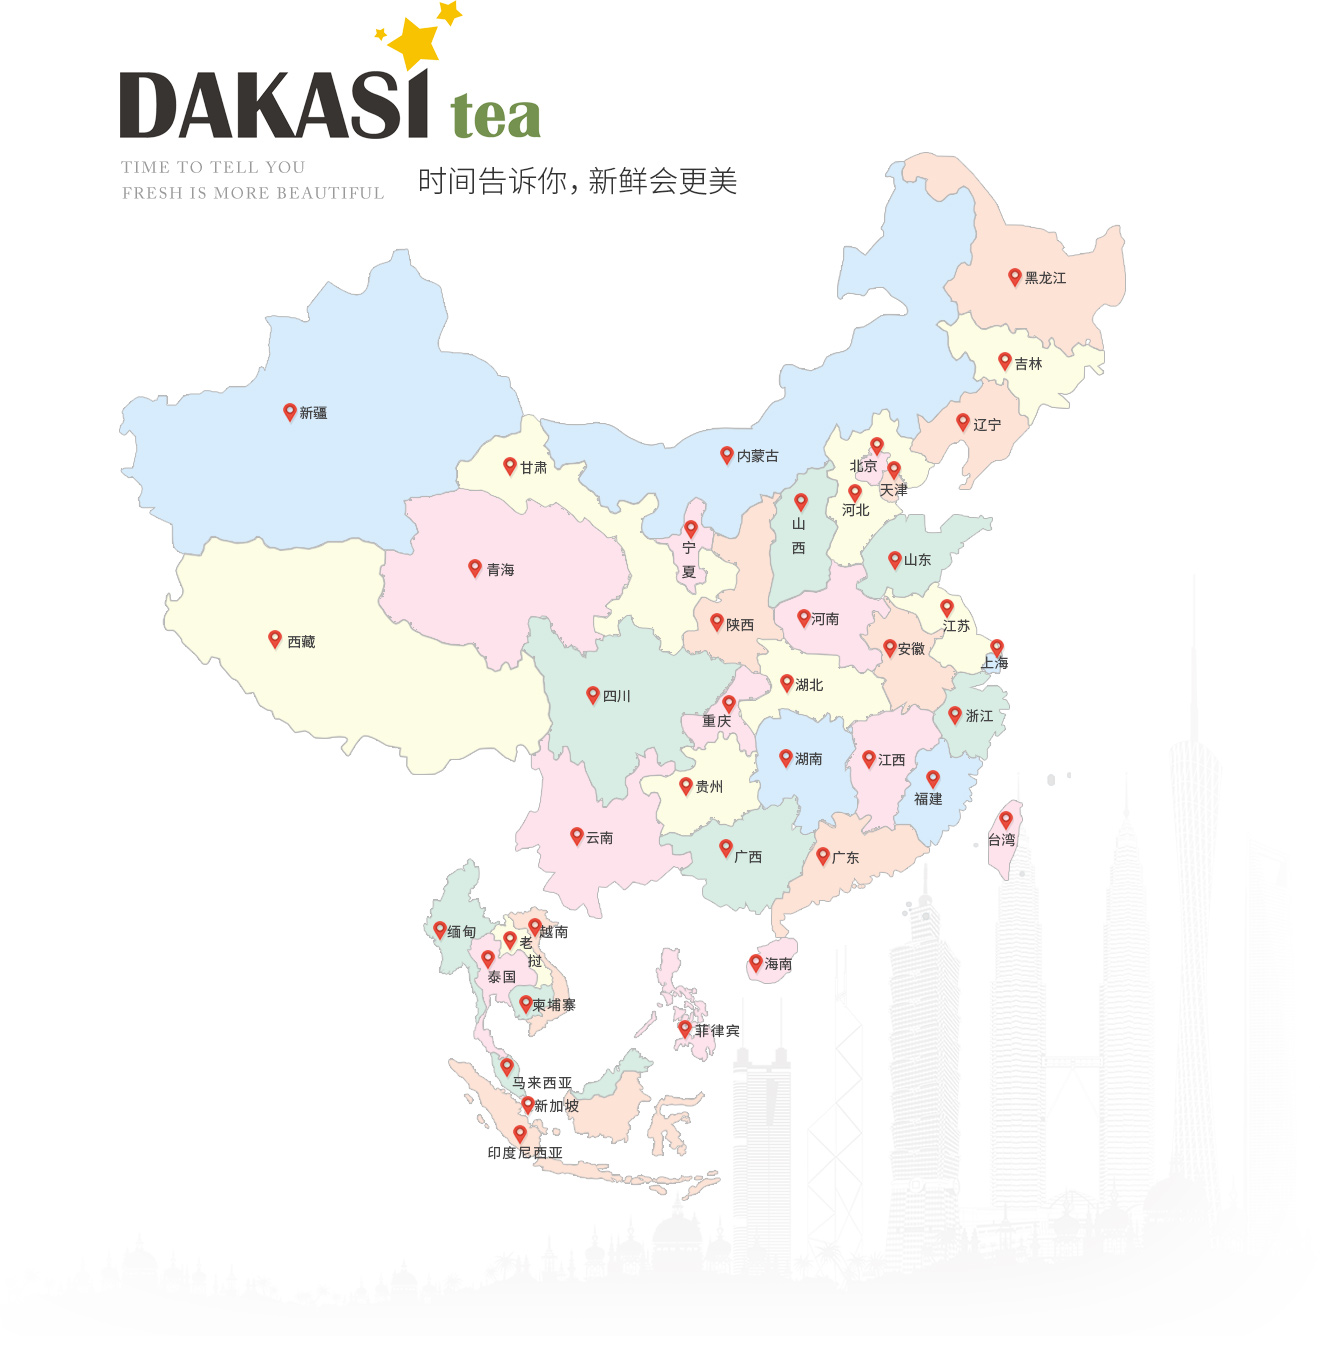 DAKASI tea
TIME TO TELL YOU
FRESH IS MORE BEAUTIFUL
时间告诉你，新鲜会更美
黑龙江
吉林
新疆
辽宁
内蒙古
甘肃
北京
天津
河北
山
西
宁
夏
山东
青海
河南
陕西
江苏
西藏
安徽
上海
湖北
四川
浙江
重庆
湖南
江西
贵州
福建
云南
台湾
广西
广东
缅甸
越南
老
挝
海南
泰国
柬埔寨
菲律宾
马来西亚
新加坡
印度尼西亚